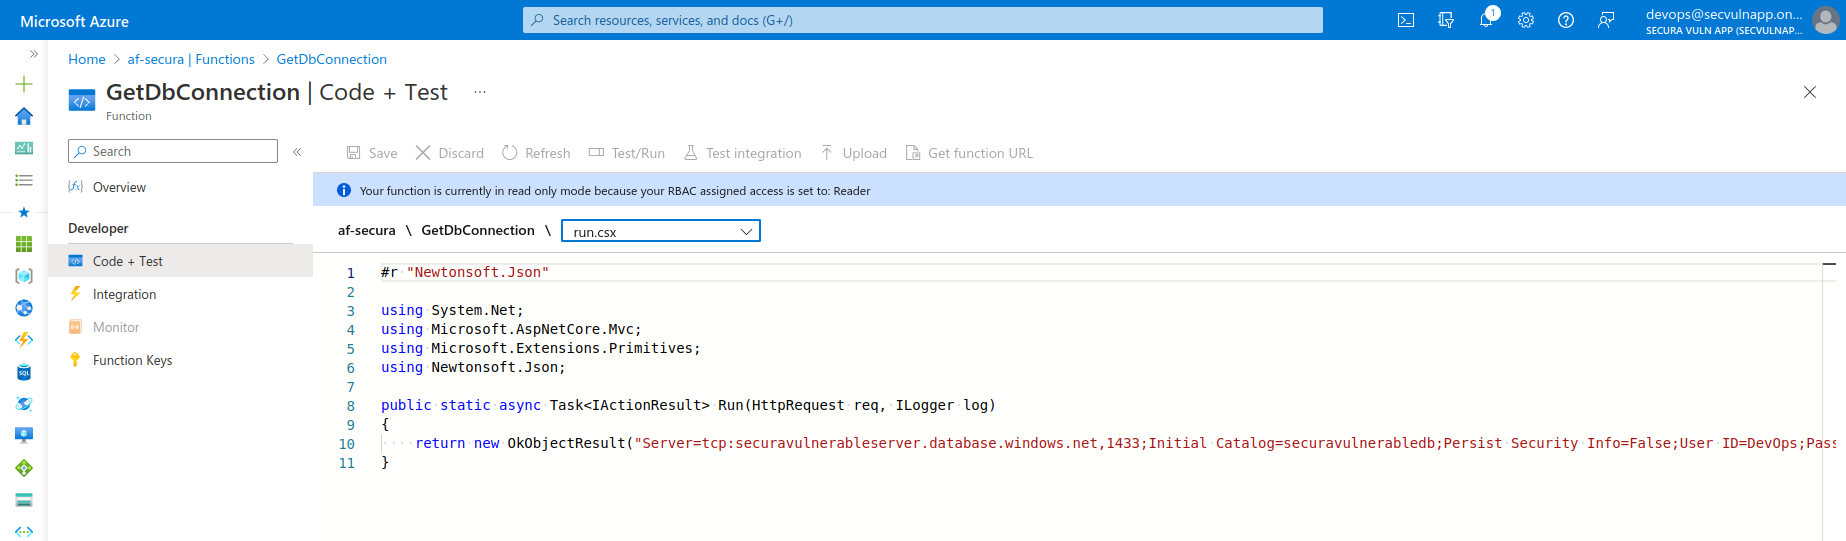 Microsoft Azure
Search resources, services, and docs (G+/)
1
devops@secvulnapp.on...
SECURA VULN APP (SECVULNAP...
Home > af-secura | Functions > GetDbConnection
GetDbConnection | Code + Test ...
Function
Search
Save Discard Refresh Test/Run Test integration Upload Get function URL
Overview
Your function is currently in read only mode because your RBAC assigned access is set to: Reader
Developer
af-secura \ GetDbConnection \ run.csx
Code + Test
Integration
Monitor
Function Keys
1 #r "Newtonsoft.Json"
2
3 using System.Net;
4 using Microsoft.AspNetCore.Mvc;
5 using Microsoft.Extensions.Primitives;
6 using Newtonsoft.Json;
7
8 public static async Task<IActionResult> Run(HttpRequest req, ILogger log)
9 {
10 return new OkObjectResult("Server=tcp:securavulnerableserver.database.windows.net,1433;Initial Catalog=securavulnerabledb;Persist Security Info=False;User ID=DevOps;Pass
11 }